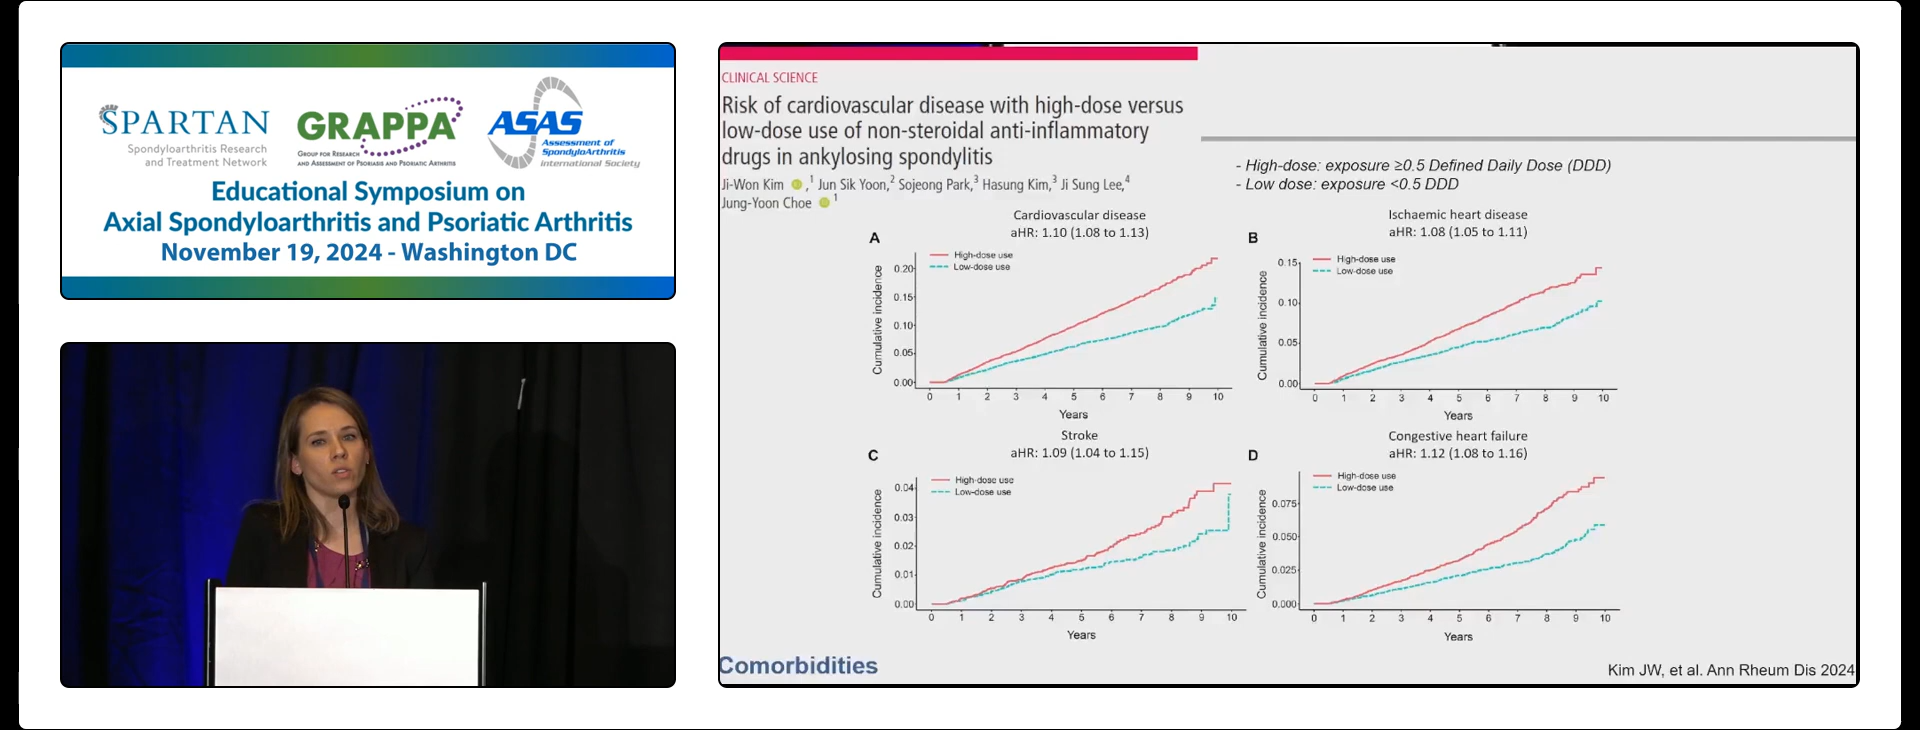 SPARTAN
Spondyloarthritis Research
and Treatment Network
GRAPPA
GROUP FOR RESEARCH
AND ASSESSMENT OF PSORIASIS AND PSORIATIC ARTHRITIS
ASAS
Assessment of
SpondyloArthritis
international Society
Educational Symposium on
Axial Spondyloarthritis and Psoriatic Arthritis
November 19, 2024 - Washington DC
CLINICAL SCIENCE
Risk of cardiovascular disease with high-dose versus
low-dose use of non-steroidal anti-inflammatory
drugs in ankylosing spondylitis
Ji-Won Kim ,1 Jun Sik Yoon,2 Sojeong Park,3 Hasung Kim,3 Ji Sung Lee,4
Jung-Yoon Choe 1
- High-dose: exposure ≥0.5 Defined Daily Dose (DDD)
- Low dose: exposure <0.5 DDD
Cardiovascular disease
aHR: 1.10 (1.08 to 1.13)
A
High-dose use
Low-dose use
Cumulative incidence
0.20
0.15
0.10
0.05
0.00
0 1 2 3 4 5 6 7 8 9 10
Years
Ischaemic heart disease
aHR: 1.08 (1.05 to 1.11)
B
High-dose use
Low-dose use
Cumulative incidence
0.15
0.10
0.05
0.00
0 1 2 3 4 5 6 7 8 9 10
Years
Stroke
aHR: 1.09 (1.04 to 1.15)
C
High-dose use
Low-dose use
Cumulative incidence
0.04
0.03
0.02
0.01
0.00
0 1 2 3 4 5 6 7 8 9 10
Years
Congestive heart failure
aHR: 1.12 (1.08 to 1.16)
D
High-dose use
Low-dose use
Cumulative incidence
0.075
0.050
0.025
0.000
0 1 2 3 4 5 6 7 8 9 10
Years
Comorbidities
Kim JW, et al. Ann Rheum Dis 2024